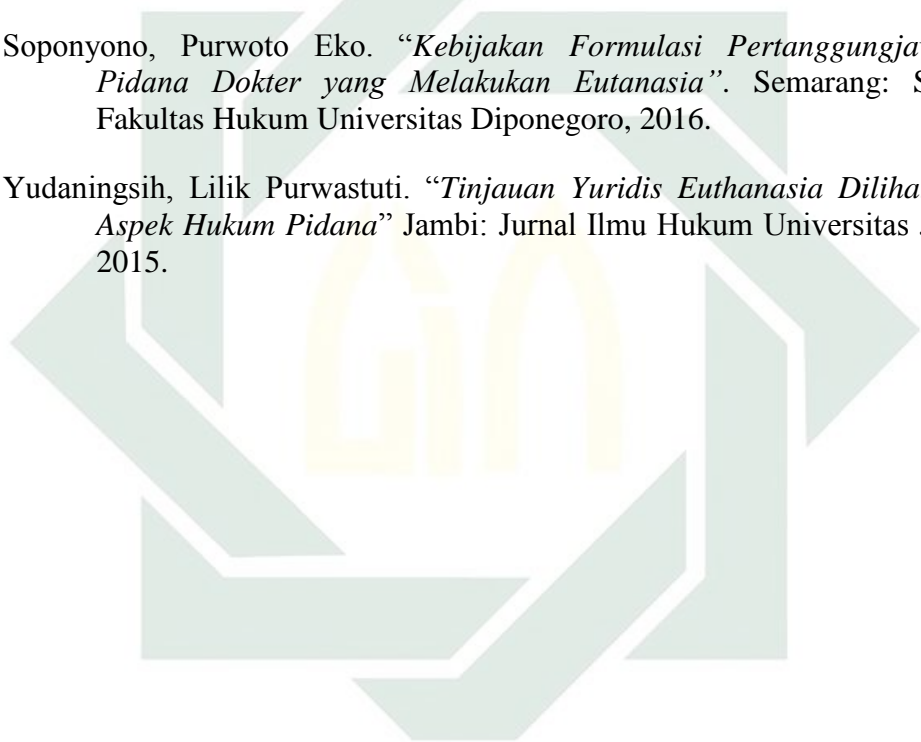 Soponyono, Purwoto Eko. “Kebijakan Formulasi Pertanggungja
Pidana Dokter yang Melakukan Eutanasia”. Semarang: S
Fakultas Hukum Universitas Diponegoro, 2016.
Yudaningsih, Lilik Purwastuti. “Tinjauan Yuridis Euthanasia Diliha
Aspek Hukum Pidana” Jambi: Jurnal Ilmu Hukum Universitas
2015.